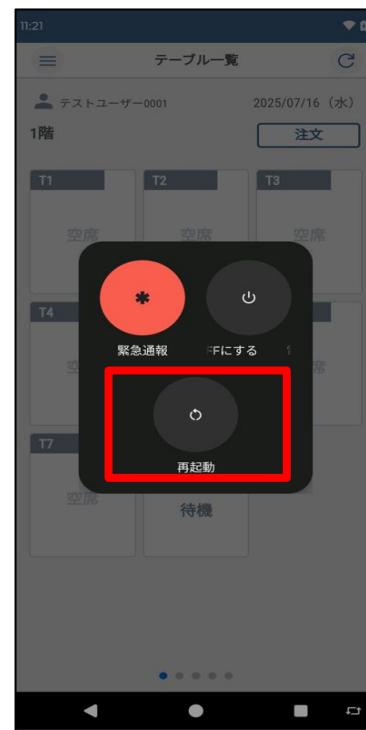 11:21
テーブル一覧
テストユーザー0001
2025/07/16（水）
1階
注文
T1
T2
T3
空席
空席
空席
緊急通報
FFにする
T4
再起動
T7
空席
待機